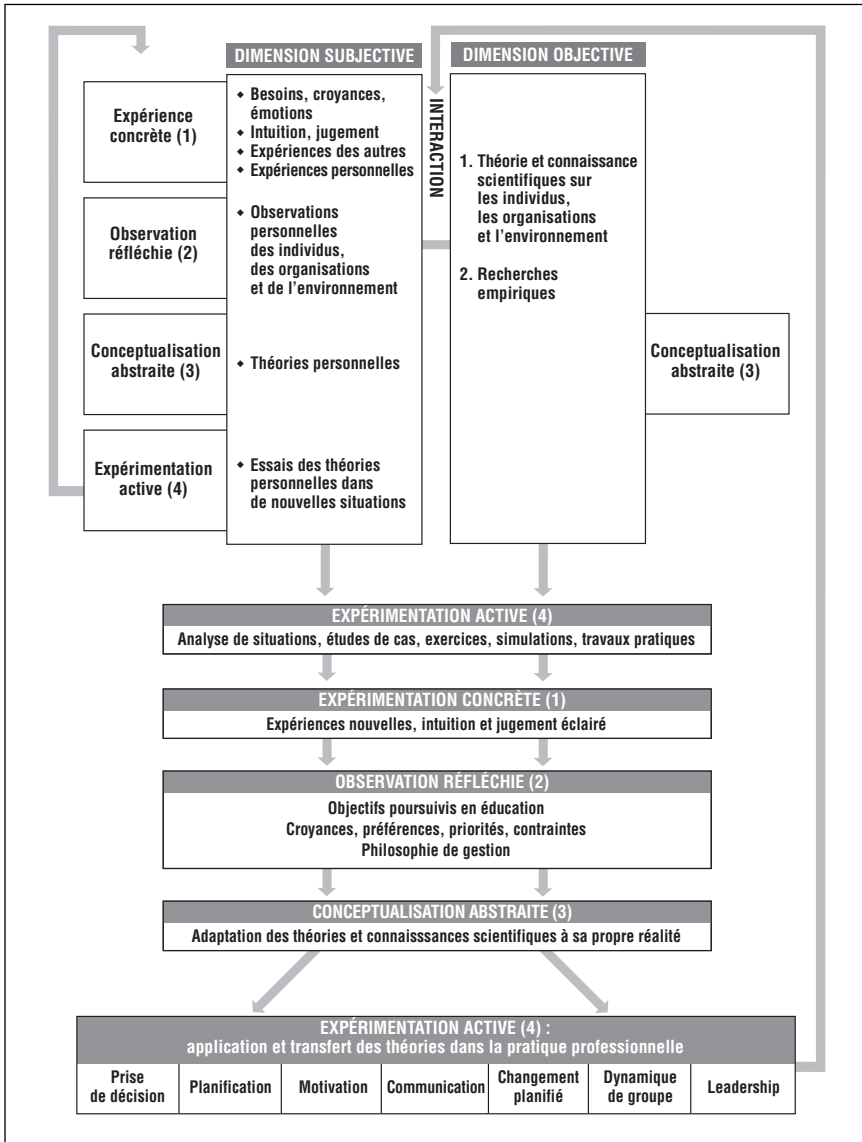 DIMENSION SUBJECTIVE
DIMENSION OBJECTIVE
Expérience
concrète (1)
◆ Besoins, croyances,
émotions
◆ Intuition, jugement
◆ Expériences des autres
◆ Expériences personnelles
INTERACTION
1. Théorie et connaissance
scientifiques sur
les individus,
les organisations
et l’environnement
2. Recherches
empiriques
Observation
réfléchie (2)
◆ Observations
personnelles
des individus,
des organisations
et de l’environnement
Conceptualisation
abstraite (3)
◆ Théories personnelles
Conceptualisation
abstraite (3)
Expérimentation
active (4)
◆ Essais des théories
personnelles dans
de nouvelles situations
EXPÉRIMENTATION ACTIVE (4)
Analyse de situations, études de cas, exercices, simulations, travaux pratiques
EXPÉRIMENTATION CONCRÈTE (1)
Expériences nouvelles, intuition et jugement éclairé
OBSERVATION RÉFLÉCHIE (2)
Objectifs poursuivis en éducation
Croyances, préférences, priorités, contraintes
Philosophie de gestion
CONCEPTUALISATION ABSTRAITE (3)
Adaptation des théories et connaisssances scientifiques à sa propre réalité
EXPÉRIMENTATION ACTIVE (4) :
application et transfert des théories dans la pratique professionnelle
Prise
de décision
Planification
Motivation
Communication
Changement
planifié
Dynamique
de groupe
Leadership